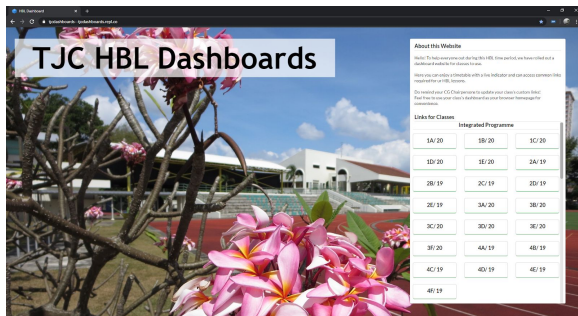 HBL Dashboard
tjcdashboards--tjcdashboards.repl.co
TJC HBL Dashboards
About this Website
Hello! To help everyone out during this HBL time period, we have rolled out a
dashboard website for classes to use.
Here you can enjoy a timetable with a live indicator and can access common links
required for ur HBL lessons.
Do remind your CG Chairpersons to update your class's custom links!
Feel free to use your class's dashboard as your browser homepage for
convenience.
Links for Classes
Integrated Programme
1A/ 20 1B/ 20 1C/ 20
1D/ 20 1E/ 20 2A/ 19
2B/ 19 2C/ 19 2D/ 19
2E/ 19 3A/ 20 3B/ 20
3C/ 20 3D/ 20 3E/ 20
3F/ 20 4A/ 19 4B/ 19
4C/ 19 4D/ 19 4E/ 19
4F/ 19